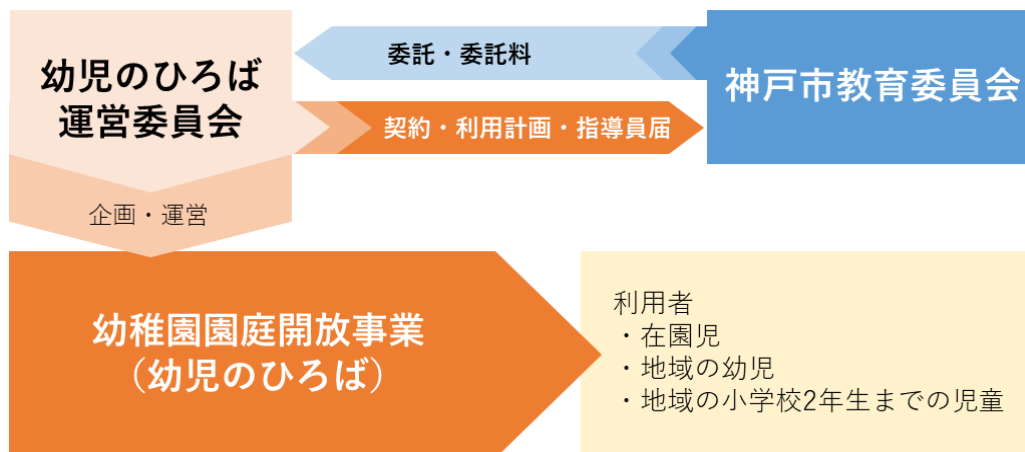 幼児のひろば
運営委員会
委託・委託料
神戸市教育委員会
契約・利用計画・指導員届
企画・運営
幼稚園園庭開放事業
（幼児のひろば）
利用者
・在園児
・地域の幼児
・地域の小学校2年生までの児童